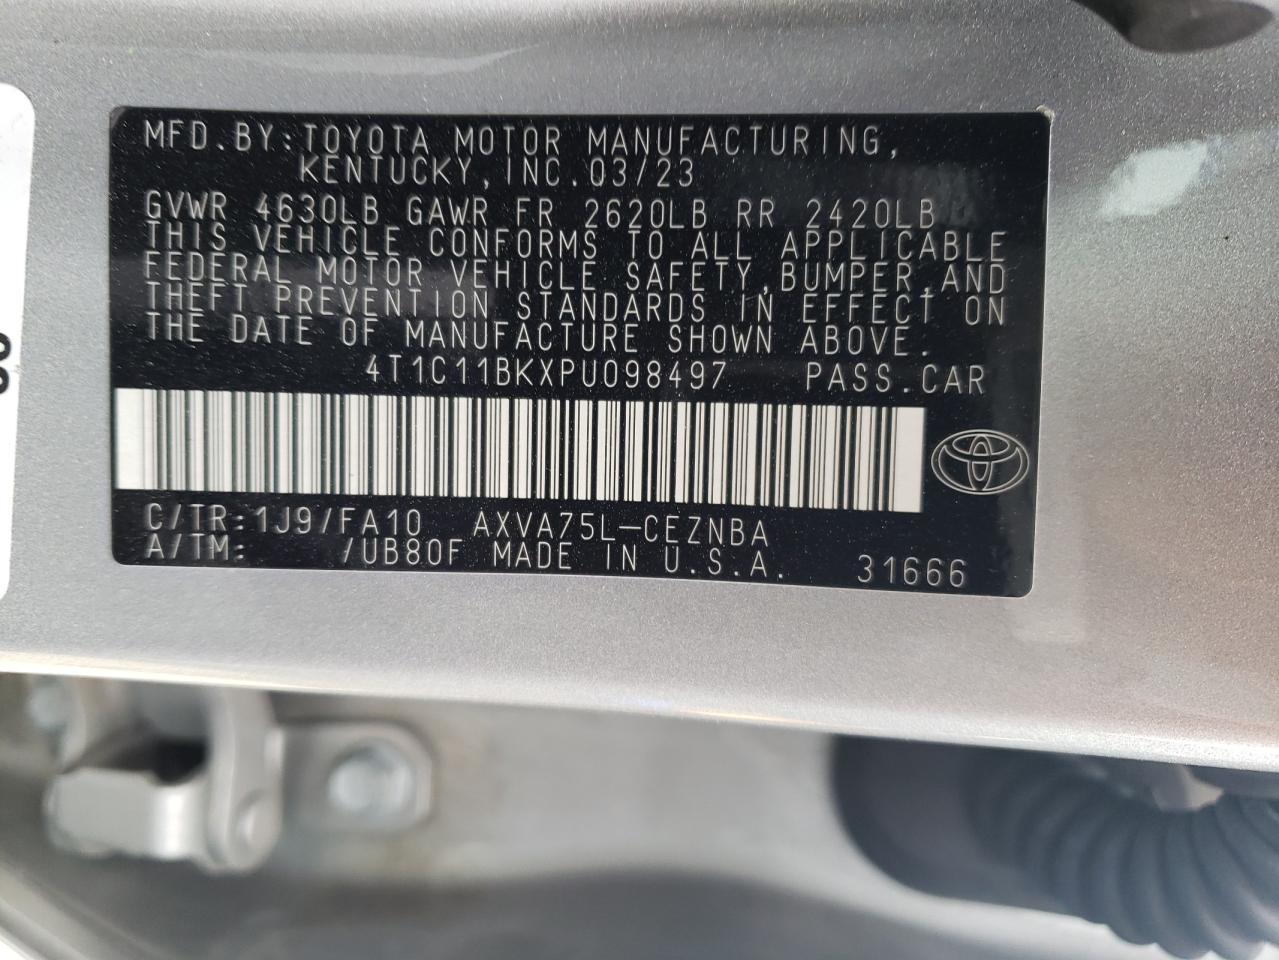 MFD.BY:TOYOTA MOTOR MANUFACTURING,
KENTUCKY,INC.03/23
GVWR 4630LB GAWR FR 2620LB RR 2420LB
THIS VEHICLE CONFORMS TO ALL APPLICABLE
FEDERAL MOTOR VEHICLE SAFETY,BUMPER,AND
THEFT PREVENTION STANDARDS IN EFFECT ON
THE DATE OF MANUFACTURE SHOWN ABOVE.
4T1C11BKXPU098497 PASS.CAR
C/TR:1J9/FA10 AXVA75L-CEZNBA
A/TM: /UB80F MADE IN U.S.A. 31666